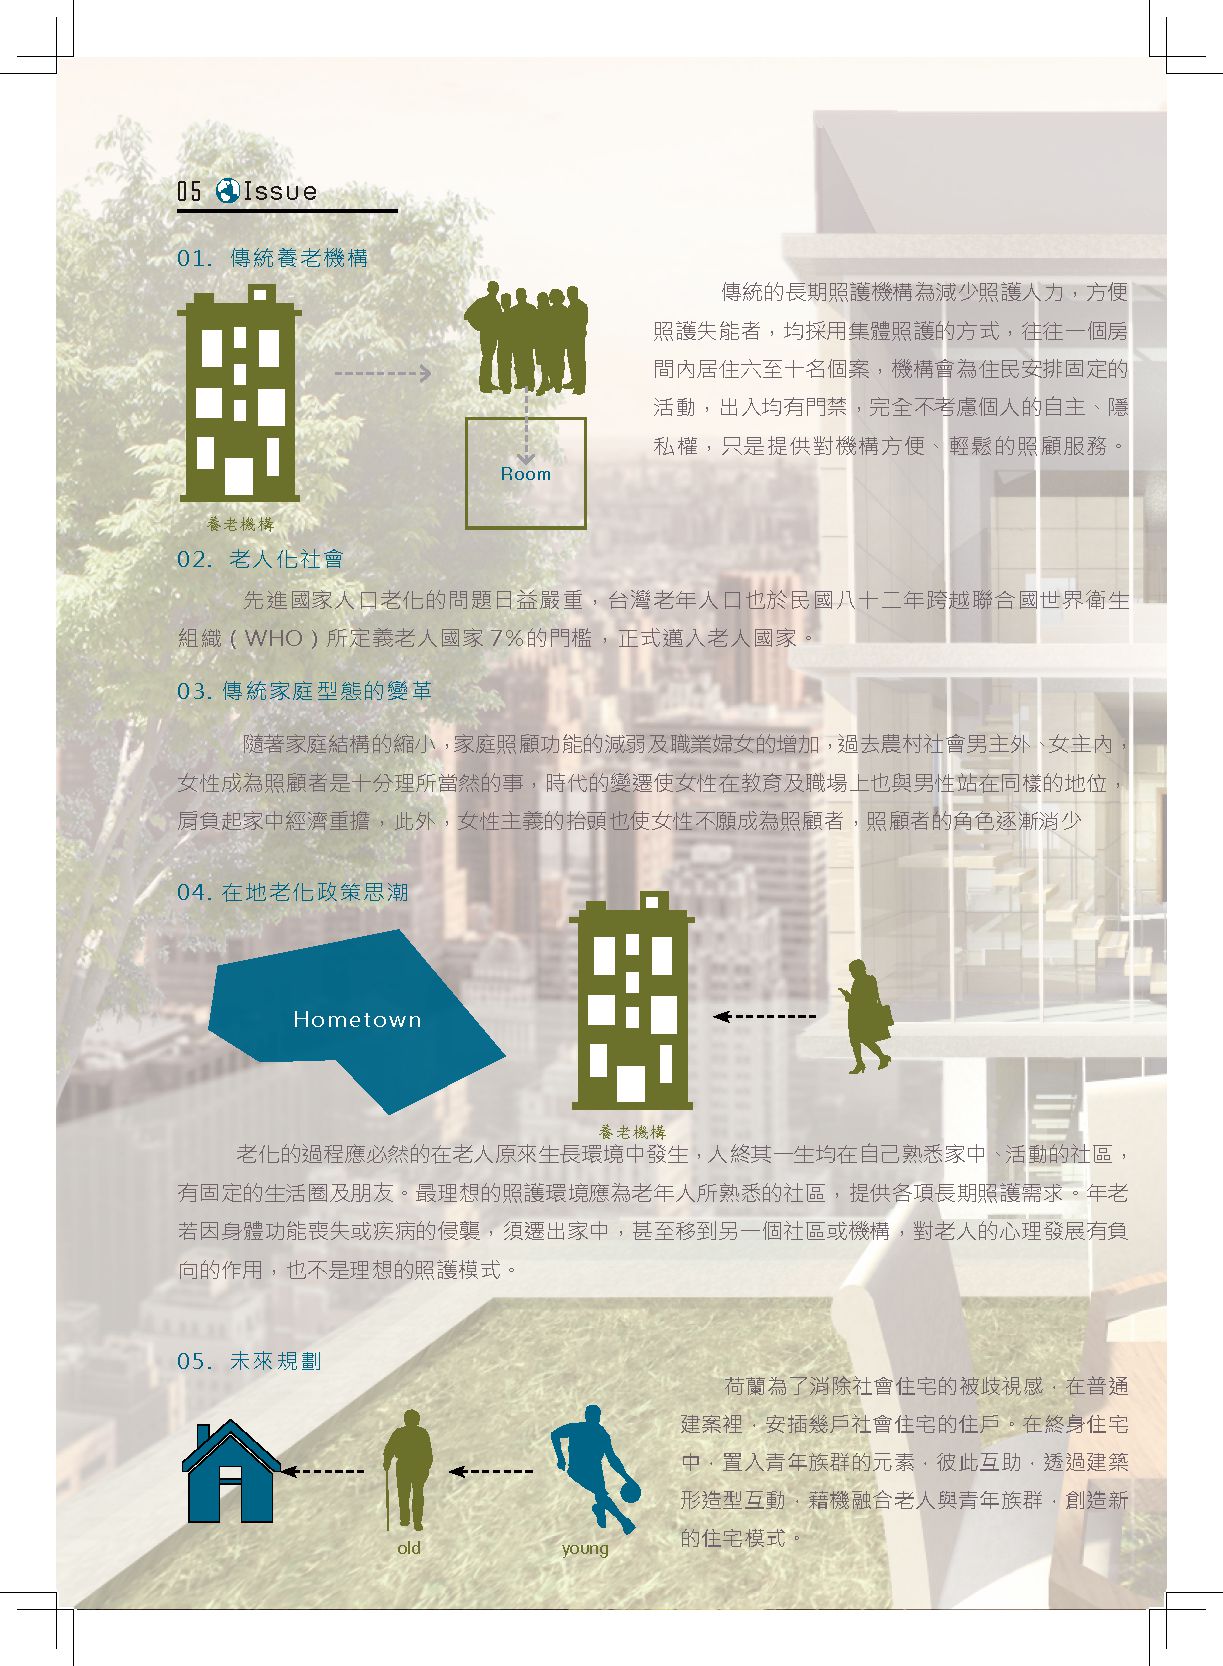 05 Issue
01. 傳統養老機構
傳統的長期照護機構為減少照護人力，方便
照護失能者，均採用集體照護的方式，往往一個房
間內居住六至十名個案，機構會為住民安排固定的
活動，出入均有門禁，完全不考慮個人的自主、隱
私權，只是提供對機構方便、輕鬆的照顧服務。
Room
養老機構
02. 老人化社會
先進國家人口老化的問題日益嚴重，台灣老年人口也於民國八十二年跨越聯合國世界衛生
組織（WHO）所定義老人國家 7%的門檻，正式邁入老人國家。
03. 傳統家庭型態的變革
隨著家庭結構的縮小，家庭照顧功能的減弱及職業婦女的增加，過去農村社會男主外、女主內，
女性成為照顧者是十分理所當然的事，時代的變遷使女性在教育及職場上也與男性站在同樣的地位，
肩負起家中經濟重擔，此外，女性主義的抬頭也使女性不願成為照顧者，照顧者的角色逐漸消少
04. 在地老化政策思潮
Hometown
養老機構
老化的過程應必然的在老人原來生長環境中發生，人終其一生均在自己熟悉家中、活動的社區，
有固定的生活圈及朋友。最理想的照護環境應為老年人所熟悉的社區，提供各項長期照護需求。年老
若因身體功能喪失或疾病的侵襲，須遷出家中，甚至移到另一個社區或機構，對老人的心理發展有負
向的作用，也不是理想的照護模式。
05. 未來規劃
荷蘭為了消除社會住宅的被歧視感，在普通
建案裡，安插幾戶社會住宅的住戶。在終身住宅
中，置入青年族群的元素，彼此互助，透過建築
形造型互動，藉機融合老人與青年族群，創造新
的住宅模式。
old
young